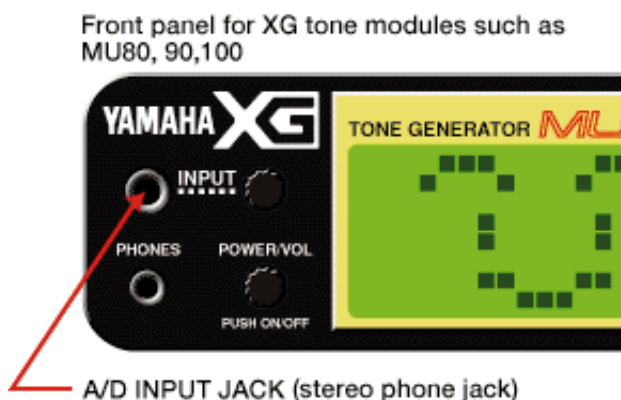 Front panel for XG tone modules such as
MU80, 90,100
YAMAHA XG
TONE GENERATOR MU
INPUT
PHONES POWER/VOL
PUSH ON/OFF
A/D INPUT JACK (stereo phone jack)